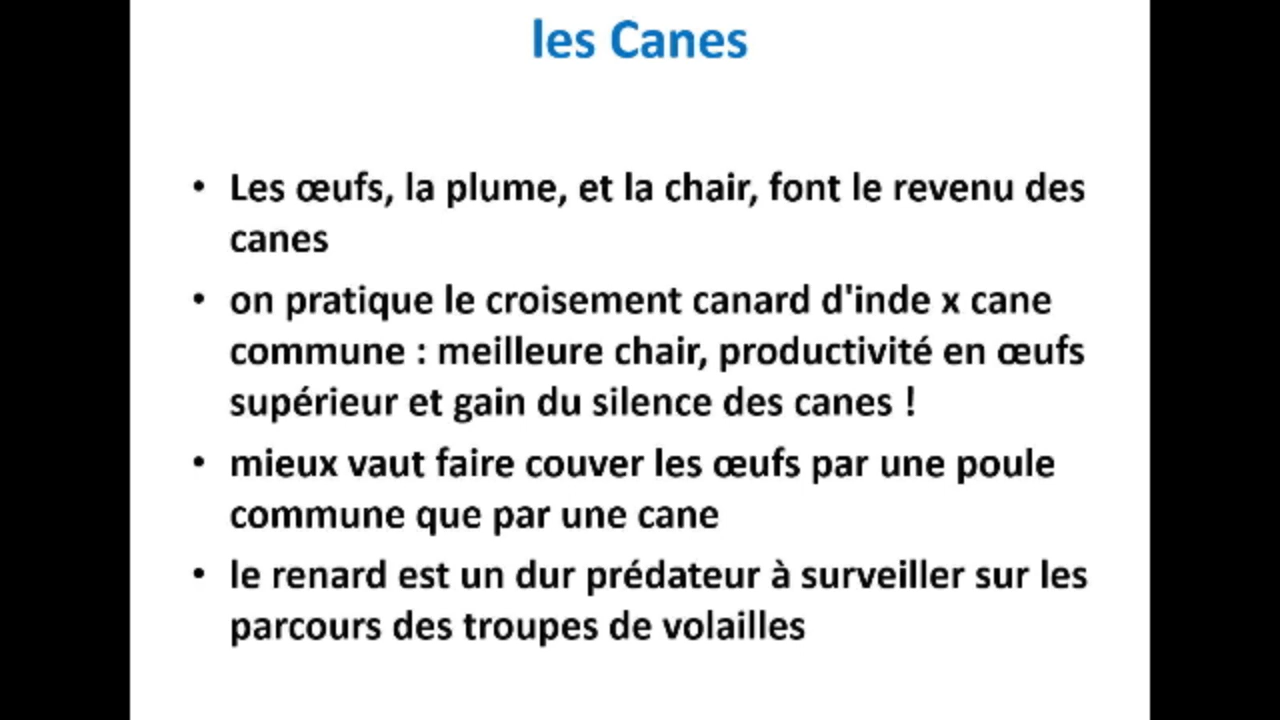 les Canes
• Les œufs, la plume, et la chair, font le revenu des
canes
• on pratique le croisement canard d'inde x cane
commune : meilleure chair, productivité en œufs
supérieur et gain du silence des canes !
• mieux vaut faire couver les œufs par une poule
commune que par une cane
• le renard est un dur prédateur à surveiller sur les
parcours des troupes de volailles